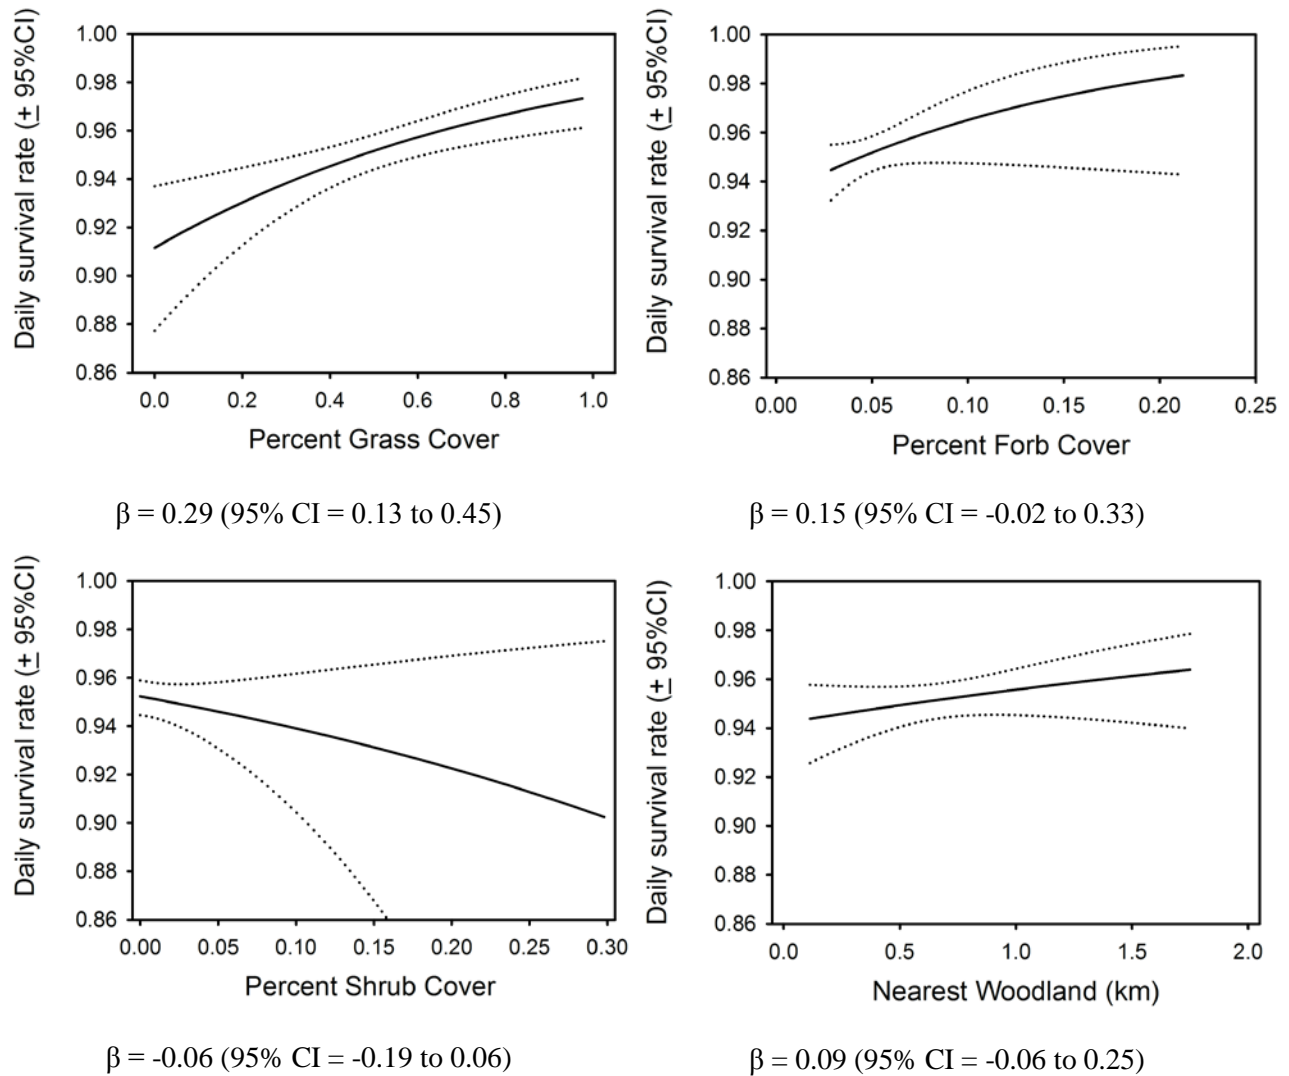 Daily survival rate (± 95%CI)
1.00
0.98
0.96
0.94
0.92
0.90
0.88
0.86
0.0 0.2 0.4 0.6 0.8 1.0
Percent Grass Cover
β = 0.29 (95% CI = 0.13 to 0.45)
Daily survival rate (± 95%CI)
1.00
0.98
0.96
0.94
0.92
0.90
0.88
0.86
0.00 0.05 0.10 0.15 0.20 0.25
Percent Forb Cover
β = 0.15 (95% CI = -0.02 to 0.33)
Daily survival rate (± 95%CI)
1.00
0.98
0.96
0.94
0.92
0.90
0.88
0.86
0.00 0.05 0.10 0.15 0.20 0.25 0.30
Percent Shrub Cover
β = -0.06 (95% CI = -0.19 to 0.06)
Daily survival rate (± 95%CI)
1.00
0.98
0.96
0.94
0.92
0.90
0.88
0.86
0.0 0.5 1.0 1.5 2.0
Nearest Woodland (km)
β = 0.09 (95% CI = -0.06 to 0.25)